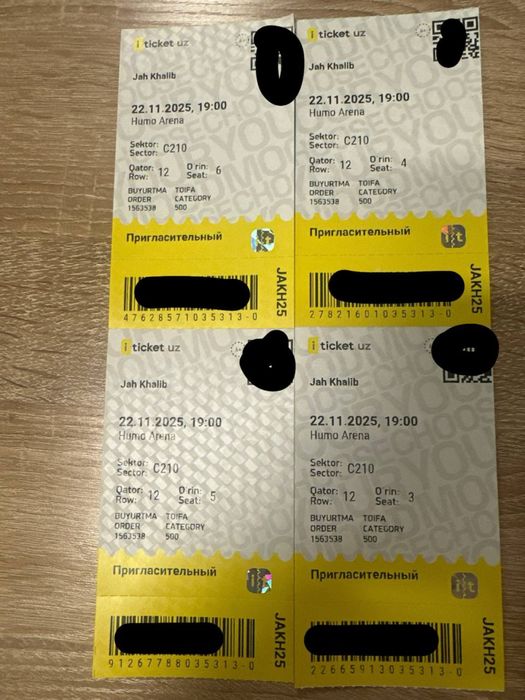 iticket uz
Jah Khalib
22.11.2025, 19:00
Humo Arena
Sektor:
Sector: C210
Qator:
Row: 12
O'rin:
Seat: 6
BUYURTMA TOIFA
ORDER CATEGORY
1563538 500
Пригласительный
JAKH25
47628571035313-0
iticket uz
Jah Khalib
22.11.2025, 19:00
Humo Arena
Sektor:
Sector: C210
Qator:
Row: 12
O'rin:
Seat: 4
BUYURTMA TOIFA
ORDER CATEGORY
1563538 500
Пригласительный
it
JAKH25
27821601035313-0
iticket uz
Jah Khalib
22.11.2025, 19:00
Humo Arena
Sektor:
Sector: C210
Qator:
Row: 12
O'rin:
Seat: 5
BUYURTMA TOIFA
ORDER CATEGORY
1563538 500
Пригласительный
it
JAKH25
91267788035313-0
iticket uz
Jah Khalib
22.11.2025, 19:00
Humo Arena
Sektor:
Sector: C210
Qator:
Row: 12
O'rin:
Seat: 3
BUYURTMA TOIFA
ORDER CATEGORY
1563538 500
Пригласительный
it
JAKH25
22665913035313-0